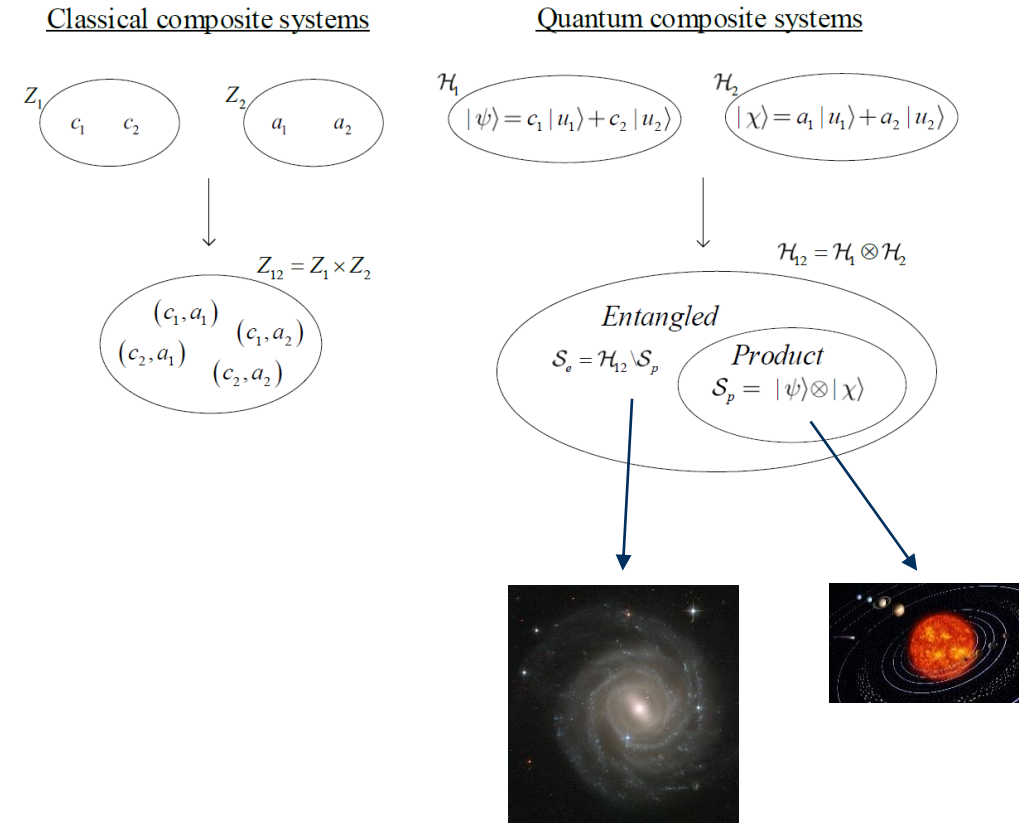 Classical composite systems
Z₁
c₁ c₂
Z₂
a₁ a₂
Z₁₂ = Z₁ × Z₂
(c₁, a₁)
(c₁, a₂)
(c₂, a₁)
(c₂, a₂)
Quantum composite systems
ℋ₁
|ψ⟩ = c₁|u₁⟩ + c₂|u₂⟩
ℋ₂
|χ⟩ = a₁|u₁⟩ + a₂|u₂⟩
ℋ₁₂ = ℋ₁ ⊗ ℋ₂
Entangled
𝒮ₑ = ℋ₁₂\𝒮ₚ
Product
𝒮ₚ = |ψ⟩⊗|χ⟩